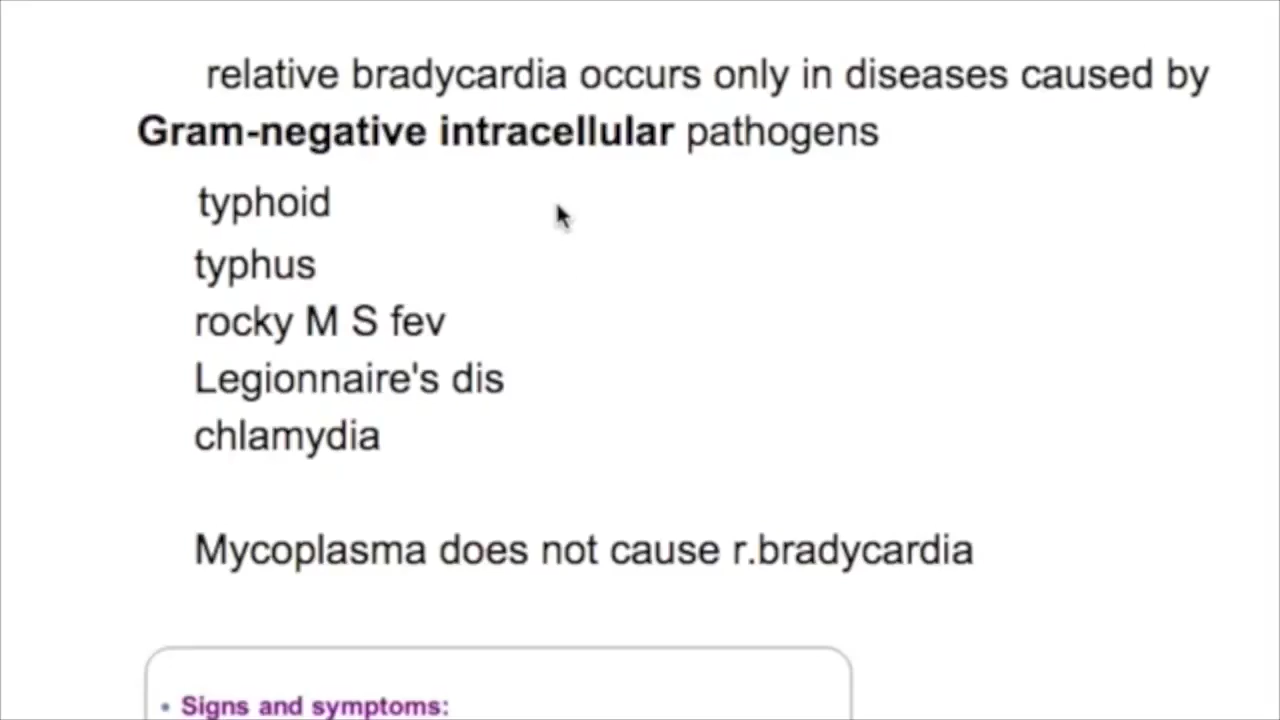 relative bradycardia occurs only in diseases caused by
Gram-negative intracellular pathogens
typhoid
typhus
rocky M S fev
Legionnaire's dis
chlamydia
Mycoplasma does not cause r.bradycardia
• Signs and symptoms: